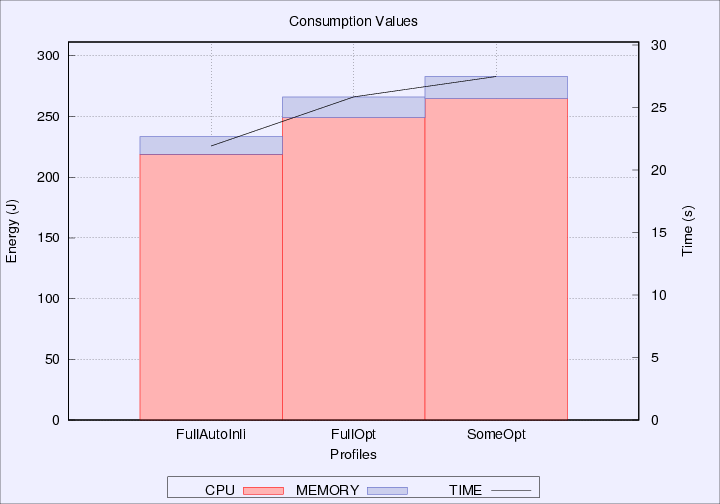 Consumption Values
300
250
200
150
100
50
0
Energy (J)
30
25
20
15
10
5
0
Time (s)
FullAutoInli FullOpt SomeOpt
Profiles
CPU MEMORY TIME